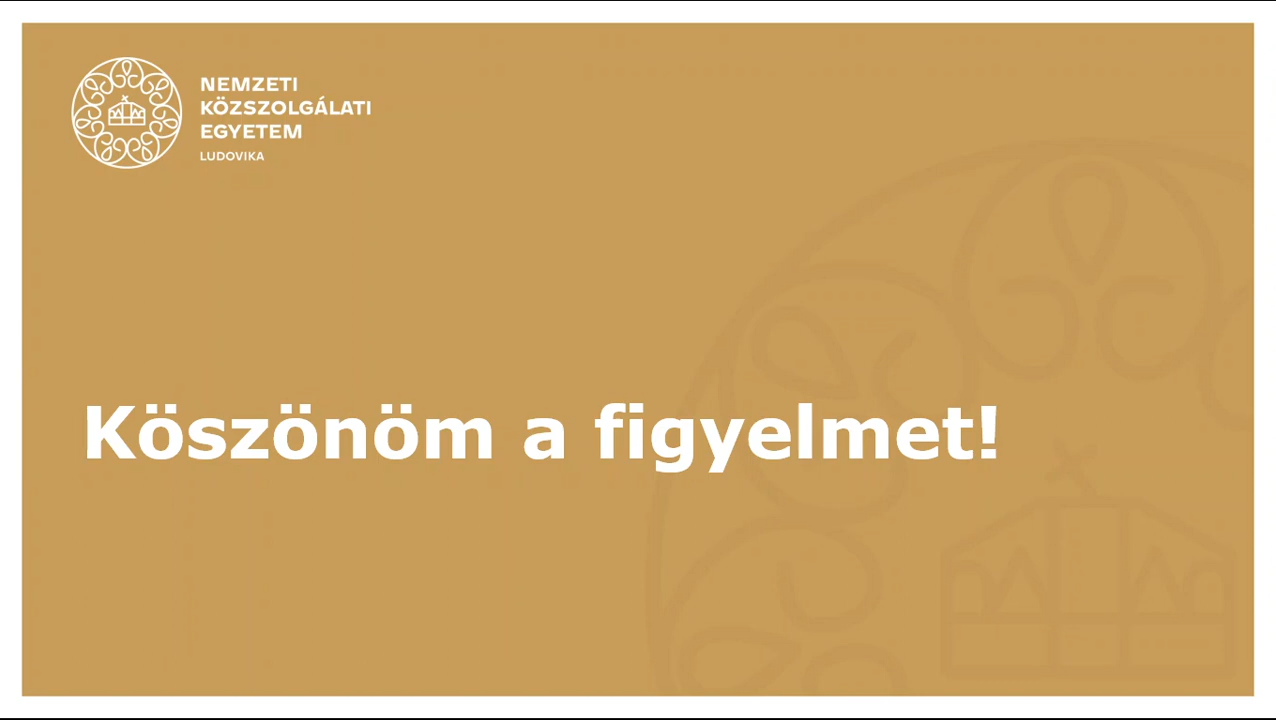 NEMZETI
KÖZSZOLGÁLATI
EGYETEM
LUDOVIKA
Köszönöm a figyelmet!